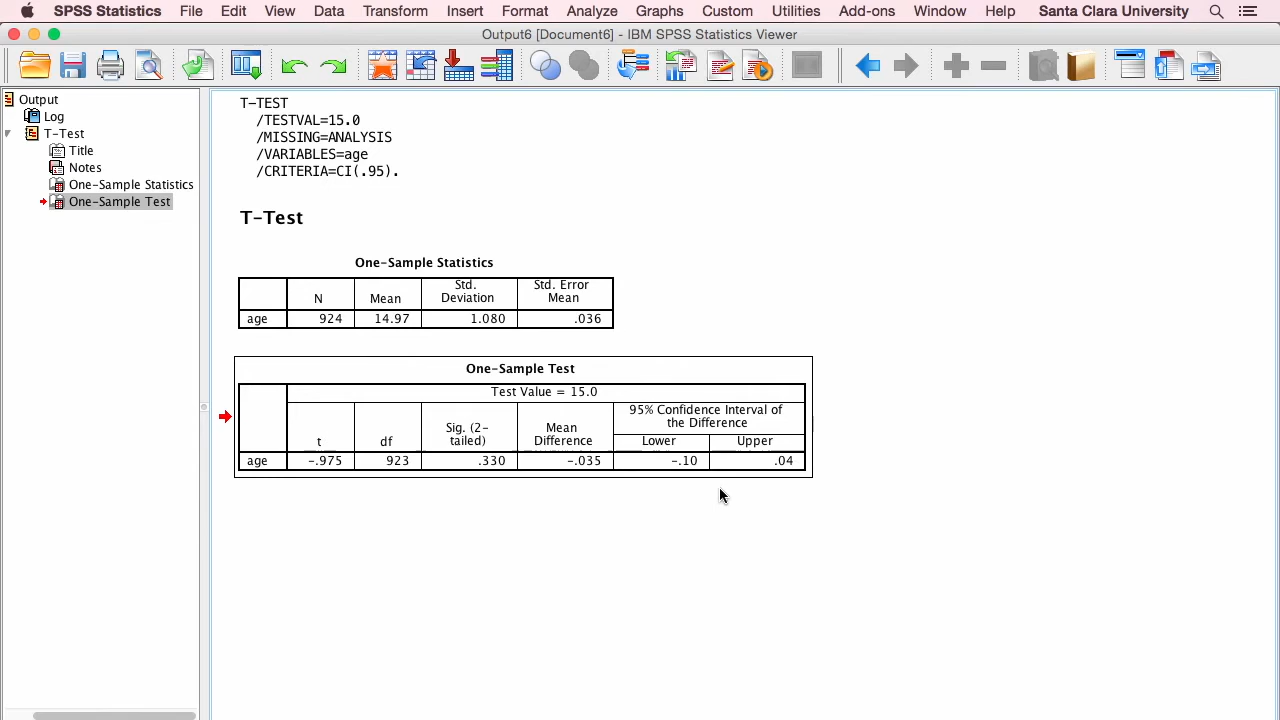 SPSS Statistics File Edit View Data Transform Insert Format Analyze Graphs Custom Utilities Add-ons Window Help Santa Clara University
Output6 [Document6] - IBM SPSS Statistics Viewer
Output
Log
T-Test
Title
Notes
One-Sample Statistics
One-Sample Test
T-TEST
/TESTVAL=15.0
/MISSING=ANALYSIS
/VARIABLES=age
/CRITERIA=CI(.95).
T-Test
One-Sample Statistics
N Mean Std. Deviation Std. Error Mean
age 924 14.97 1.080 .036
One-Sample Test
Test Value = 15.0
t df Sig. (2-tailed) Mean Difference 95% Confidence Interval of the Difference
Lower Upper
age -.975 923 .330 -.035 -.10 .04